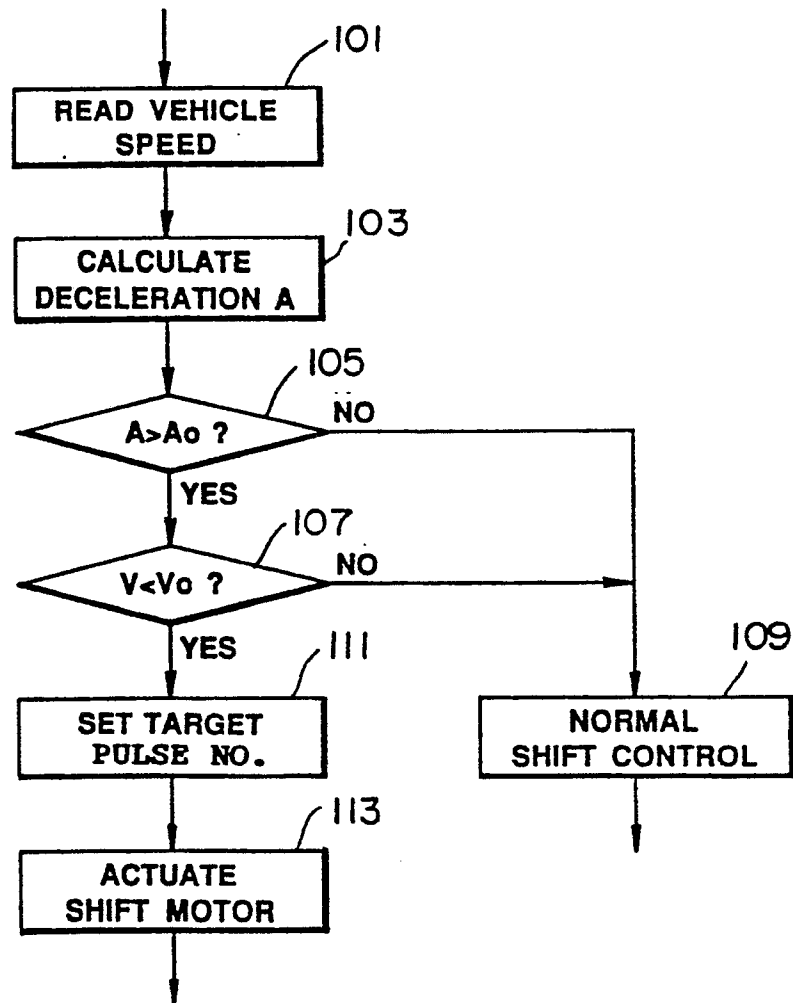 101
READ VEHICLE
SPEED
103
CALCULATE
DECELERATION A
105
A>Ao ?
NO
YES
107
V<Vo ?
NO
YES
111
SET TARGET
PULSE NO.
109
NORMAL
SHIFT CONTROL
113
ACTUATE
SHIFT MOTOR